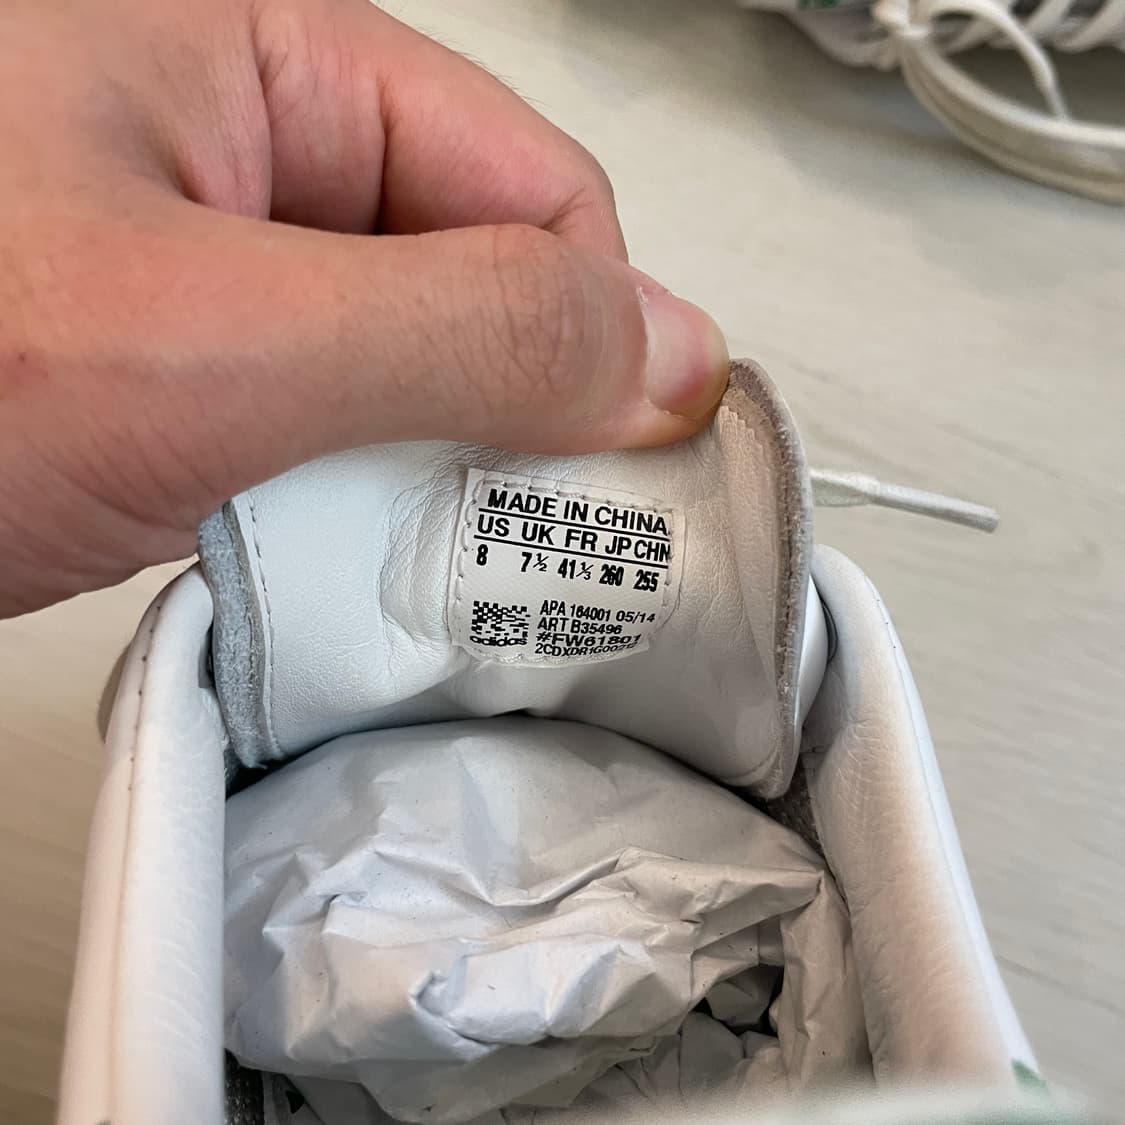 MADE IN CHINA
US UK FR JP CHN
8 7½ 41⅓ 260 255
APA 164001 05/14
ART B35496
#FW61801
adidas